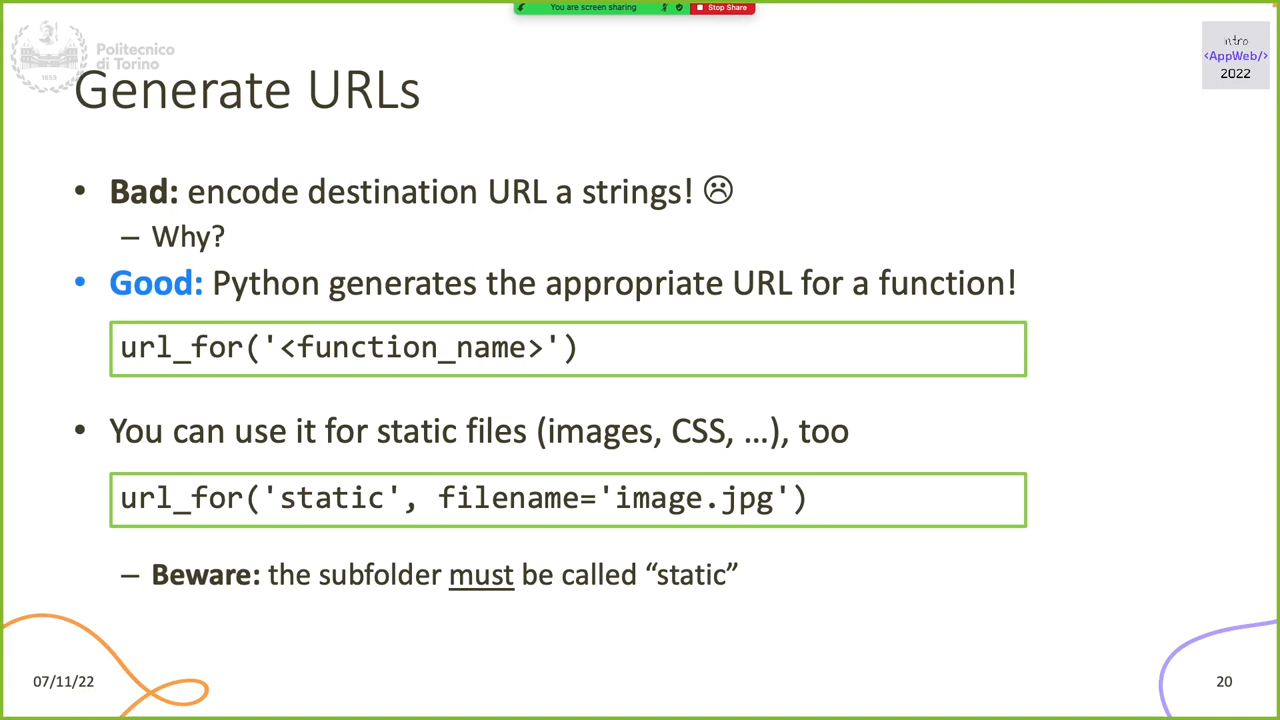 You are screen sharing
Stop Share
Politecnico
di Torino
1859
intro
<AppWeb/>
2022
Generate URLs
• Bad: encode destination URL a strings! ☹
– Why?
• Good: Python generates the appropriate URL for a function!
url_for('<function_name>')
• You can use it for static files (images, CSS, …), too
url_for('static', filename='image.jpg')
– Beware: the subfolder must be called “static”
07/11/22
20